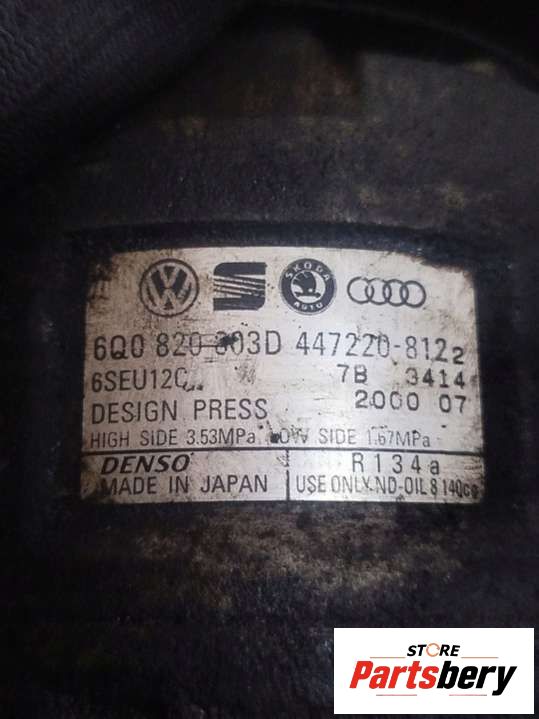 SKODA
AUTO
6Q0 820 803D 447220-8122
6SEU12C 7B 3414
DESIGN PRESS 2000 07
HIGH SIDE 3.53MPa LOW SIDE 1.67MPa
DENSO R134a
MADE IN JAPAN USE ONLY ND-OIL 8 140cc
STORE
Partsbery